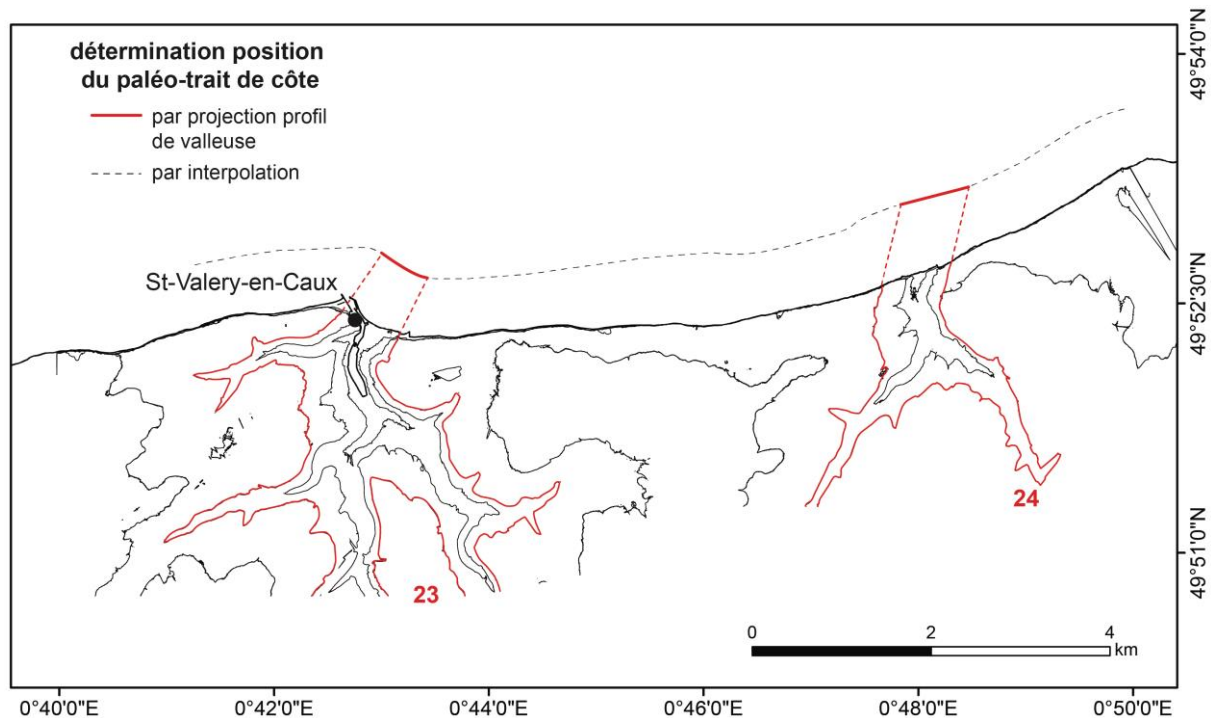 détermination position
du paléo-trait de côte
par projection profil
de valleuse
par interpolation
St-Valery-en-Caux
23
24
0
2
4
km
49°54'0"N
49°52'30"N
49°51'0"N
0°40'0"E
0°42'0"E
0°44'0"E
0°46'0"E
0°48'0"E
0°50'0"E